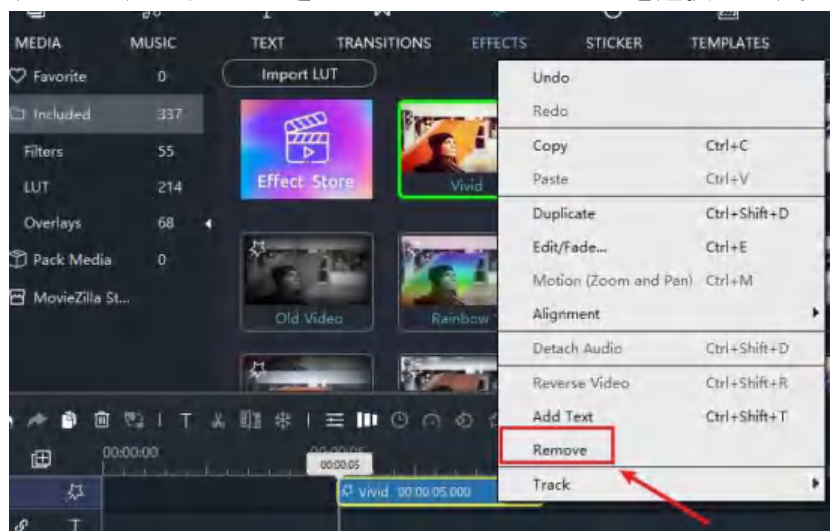 MEDIA MUSIC TEXT TRANSITIONS EFFECTS STICKER TEMPLATES
Favorite 0 Import LUT
Included 337
Filters 55
LUT 214
Overlays 68
Pack Media 0
MovieZilla St...
Effect Store
Vivid
Old Video
Rainbow
Undo
Redo
Copy Ctrl+C
Paste Ctrl+V
Duplicate Ctrl+Shift+D
Edit/Fade... Ctrl+E
Motion (Zoom and Pan) Ctrl+M
Alignment
Detach Audio Ctrl+Shift+D
Reverse Video Ctrl+Shift+R
Add Text Ctrl+Shift+T
Remove
Track
00:00:00
00:00:05
Vivid 00:00:05.000